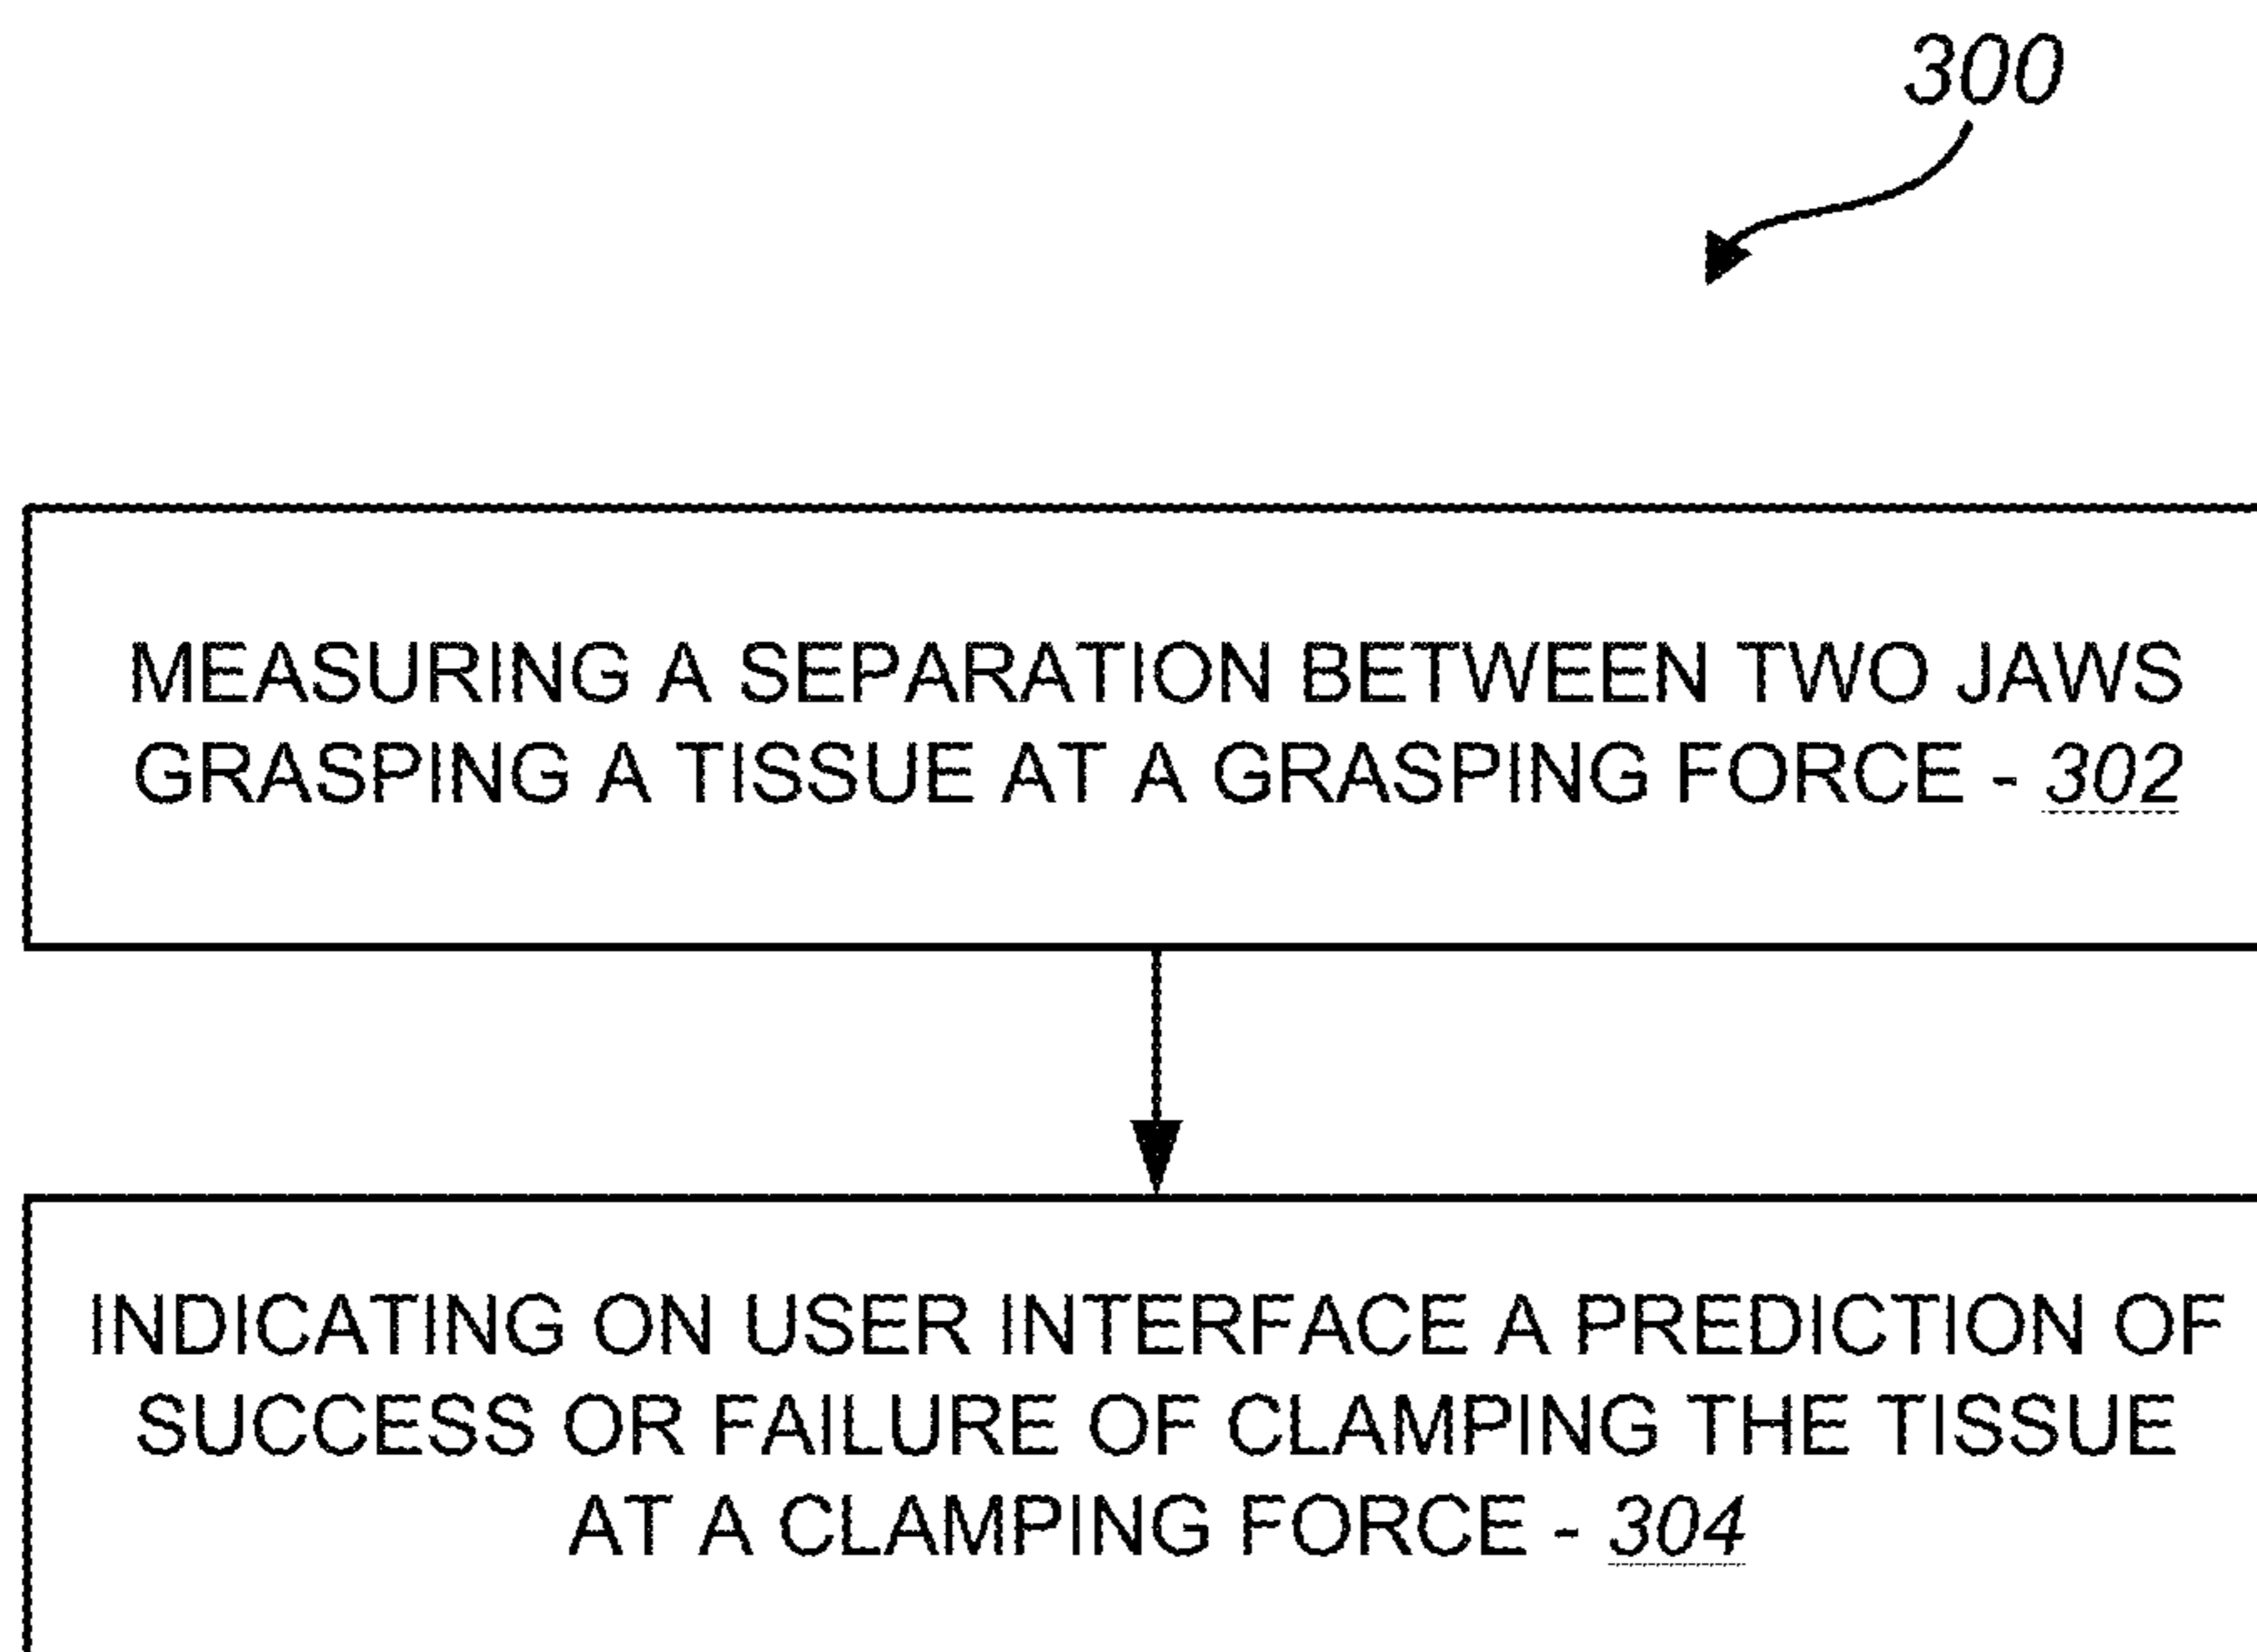 300
MEASURING A SEPARATION BETWEEN TWO JAWS
GRASPING A TISSUE AT A GRASPING FORCE - 302
INDICATING ON USER INTERFACE A PREDICTION OF
SUCCESS OR FAILURE OF CLAMPING THE TISSUE
AT A CLAMPING FORCE - 304